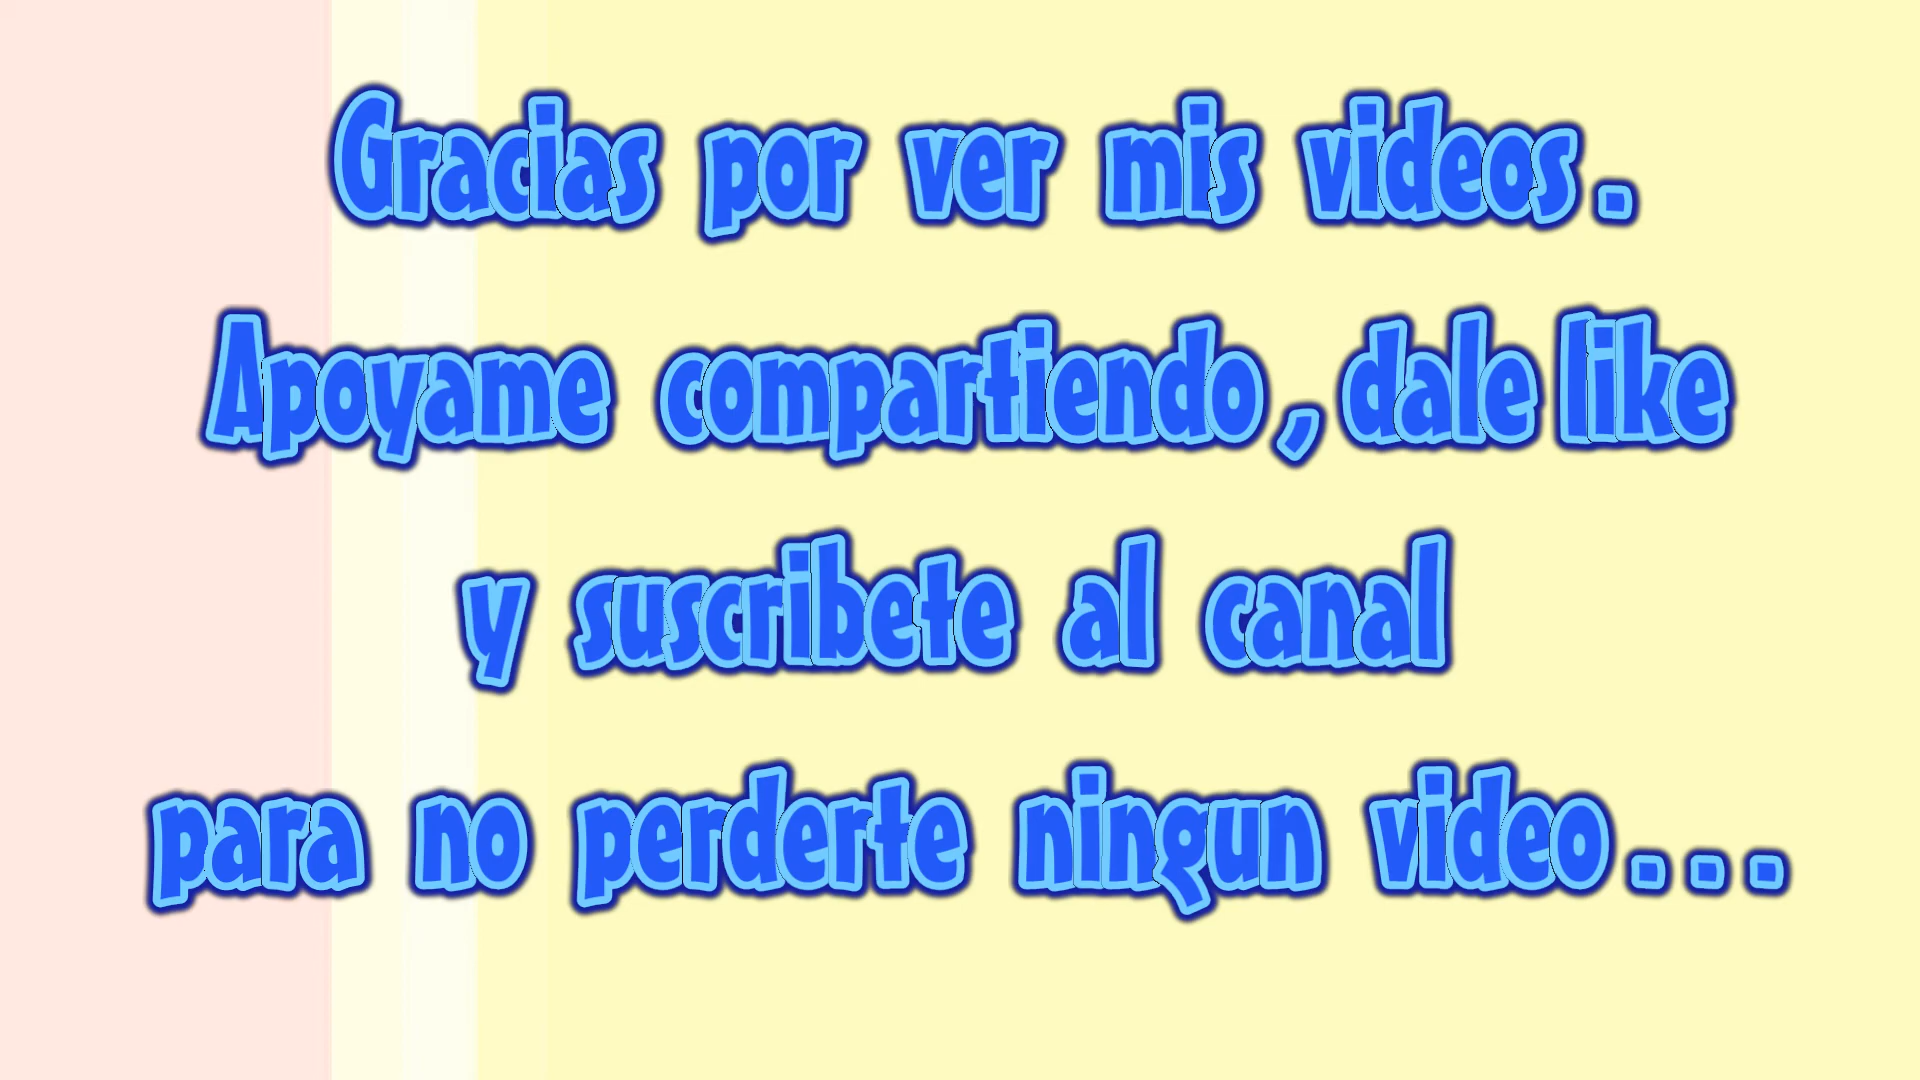 Gracias por ver mis videos.
Apoyame compartiendo, dale like
y suscribete al canal
para no perderte ningun video...